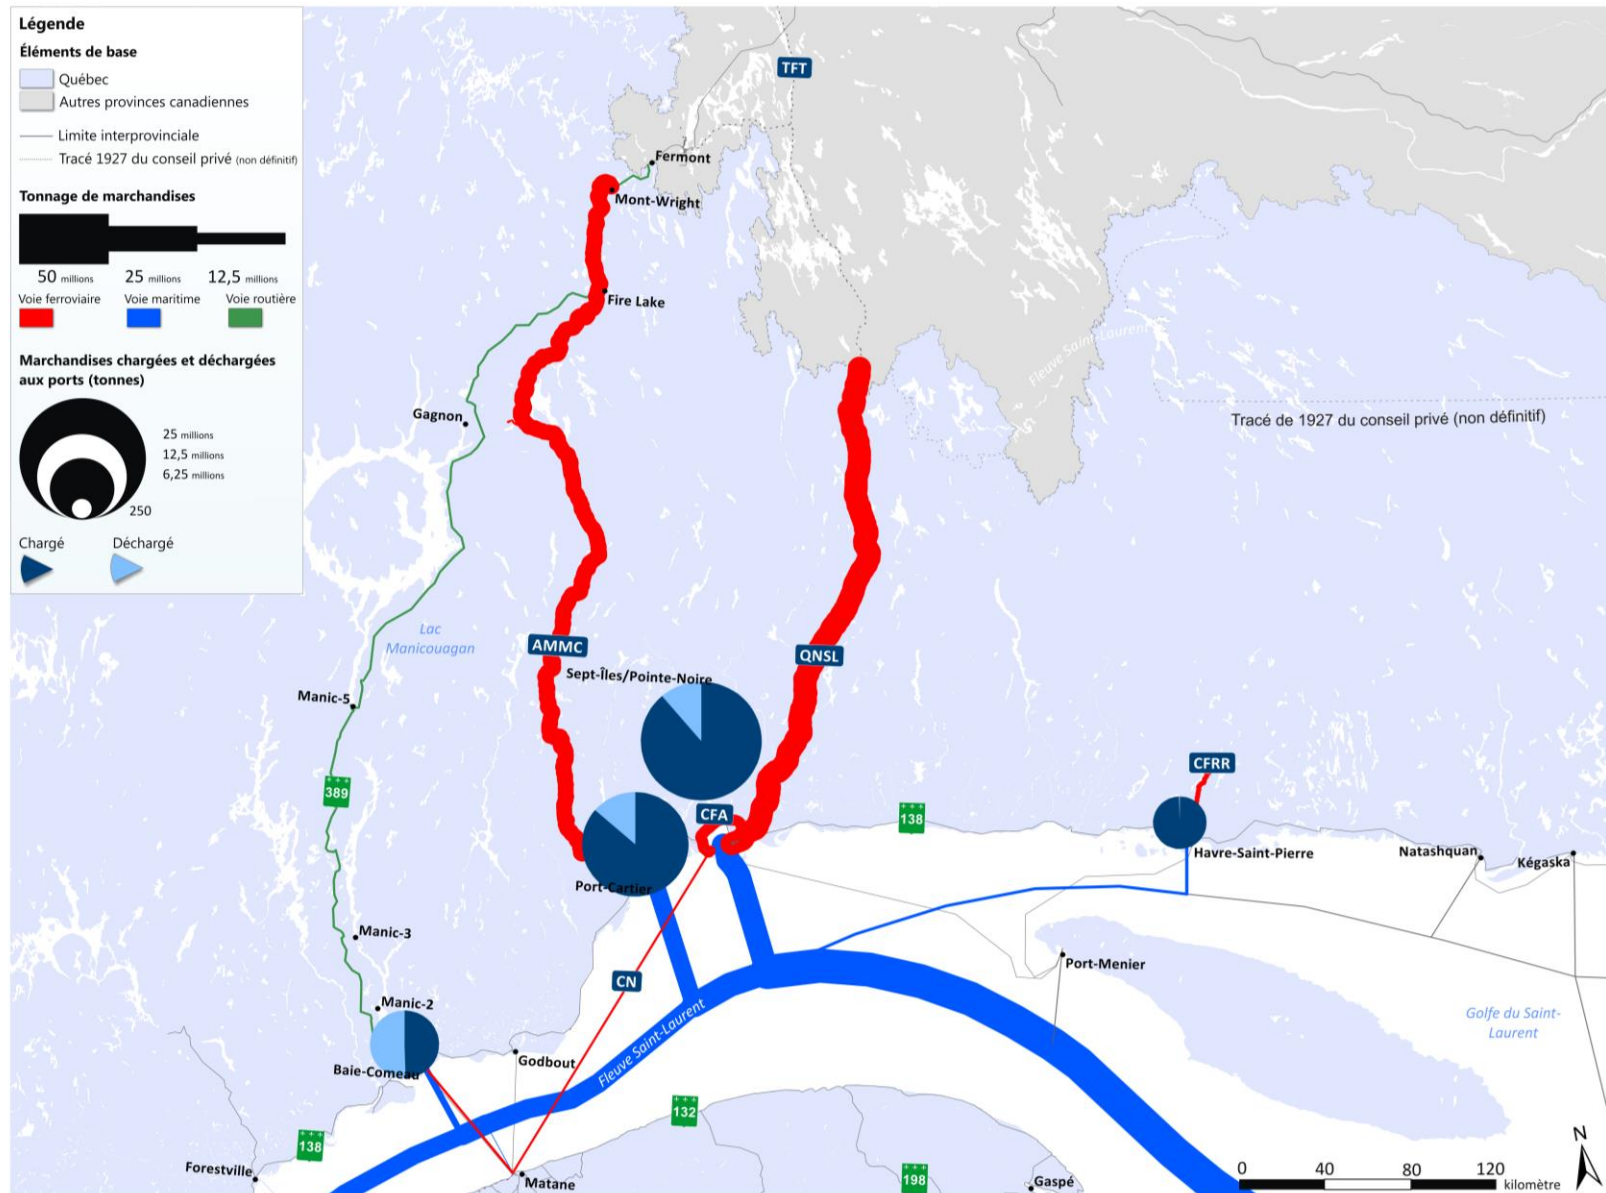 Légende
Éléments de base
Québec
Autres provinces canadiennes
Limite interprovinciale
Tracé 1927 du conseil privé (non définitif)
Tonnage de marchandises
50 millions 25 millions 12,5 millions
Voie ferroviaire Voie maritime Voie routière
Marchandises chargées et déchargées
aux ports (tonnes)
25 millions
12,5 millions
6,25 millions
250
Chargé Déchargé
TFT
Fermont
Mont-Wright
Fire Lake
Fleuve Saint-Laurent
Gagnon
Tracé de 1927 du conseil privé (non définitif)
Lac
Manicouagan
AMMC
QNSL
Sept-Îles/Pointe-Noire
Manic-5
CFRR
389
CFA
138
Havre-Saint-Pierre
Natashquan
Kégaska
Port-Cartier
Manic-3
Port-Menier
CN
Manic-2
Golfe du Saint-
Laurent
Fleuve Saint-Laurent
Godbout
Baie-Comeau
132
138
Forestville
Matane
198
Gaspé
N
0 40 80 120
kilomètre